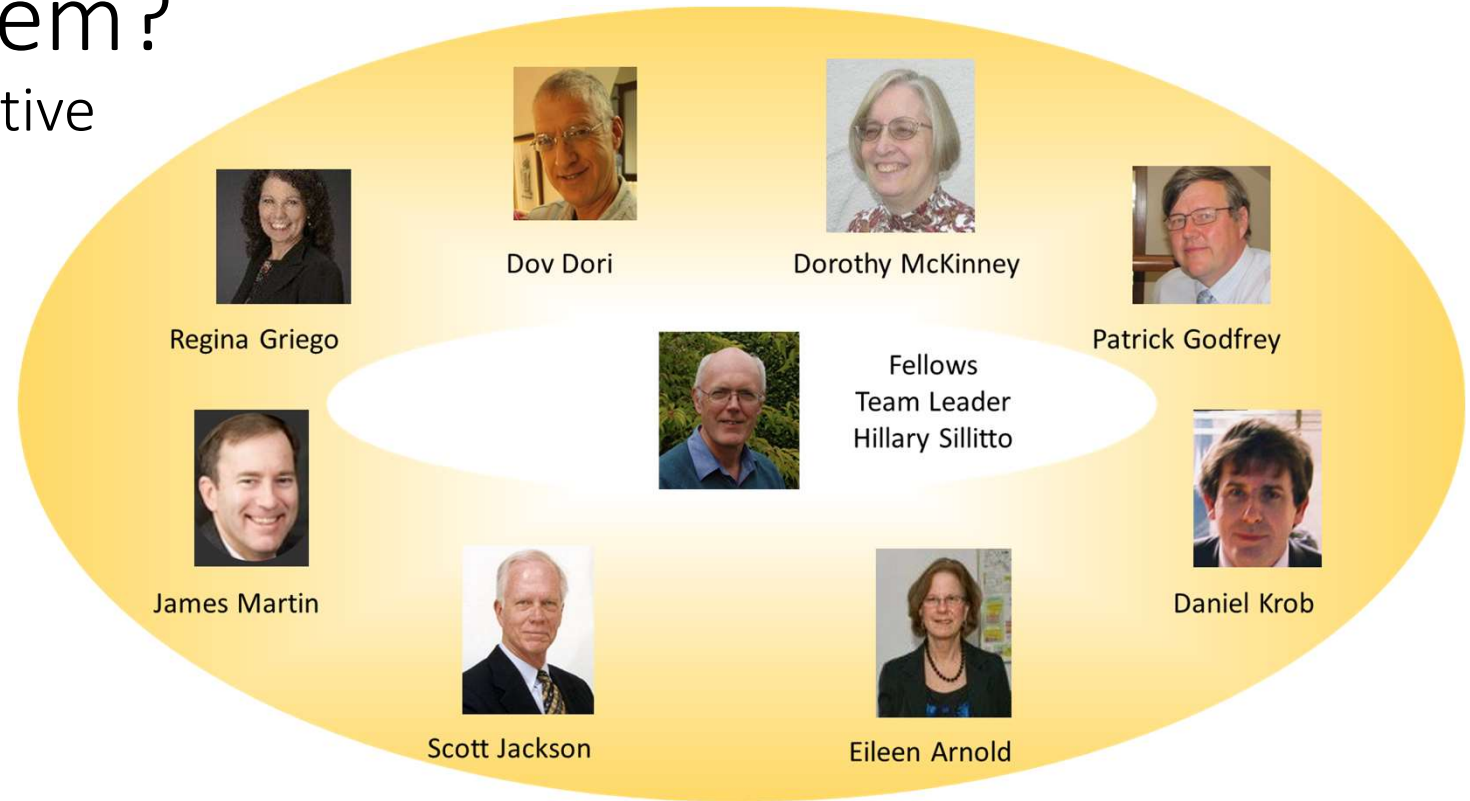 em?
tive
Dov Dori
Dorothy McKinney
Regina Griego
Patrick Godfrey
Fellows
Team Leader
Hillary Sillitto
James Martin
Daniel Krob
Scott Jackson
Eileen Arnold